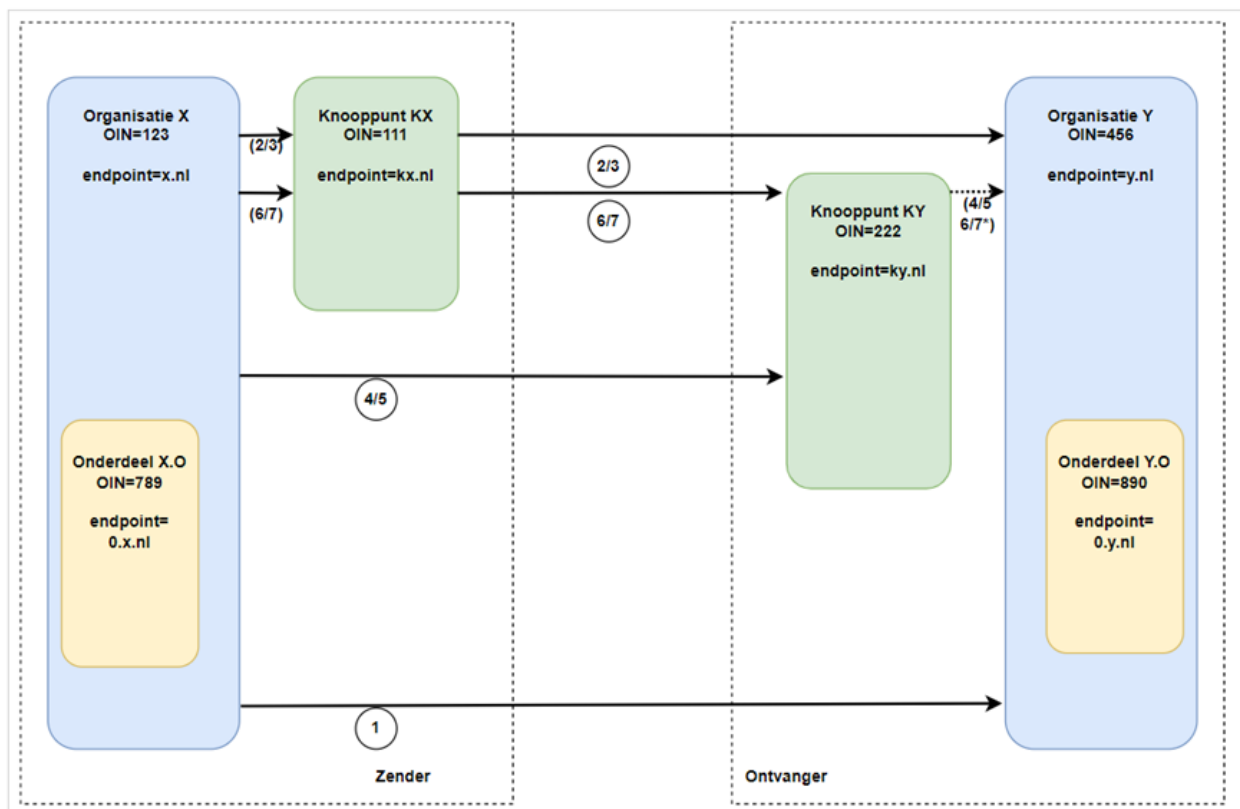 Organisatie X
OIN=123
endpoint=x.nl
(2/3)
(6/7)
Knooppunt KX
OIN=111
endpoint=kx.nl
2/3
6/7
Knooppunt KY
OIN=222
endpoint=ky.nl
(4/5
6/7*)
Organisatie Y
OIN=456
endpoint=y.nl
4/5
Onderdeel X.O
OIN=789
endpoint=
0.x.nl
Onderdeel Y.O
OIN=890
endpoint=
0.y.nl
1
Zender
Ontvanger